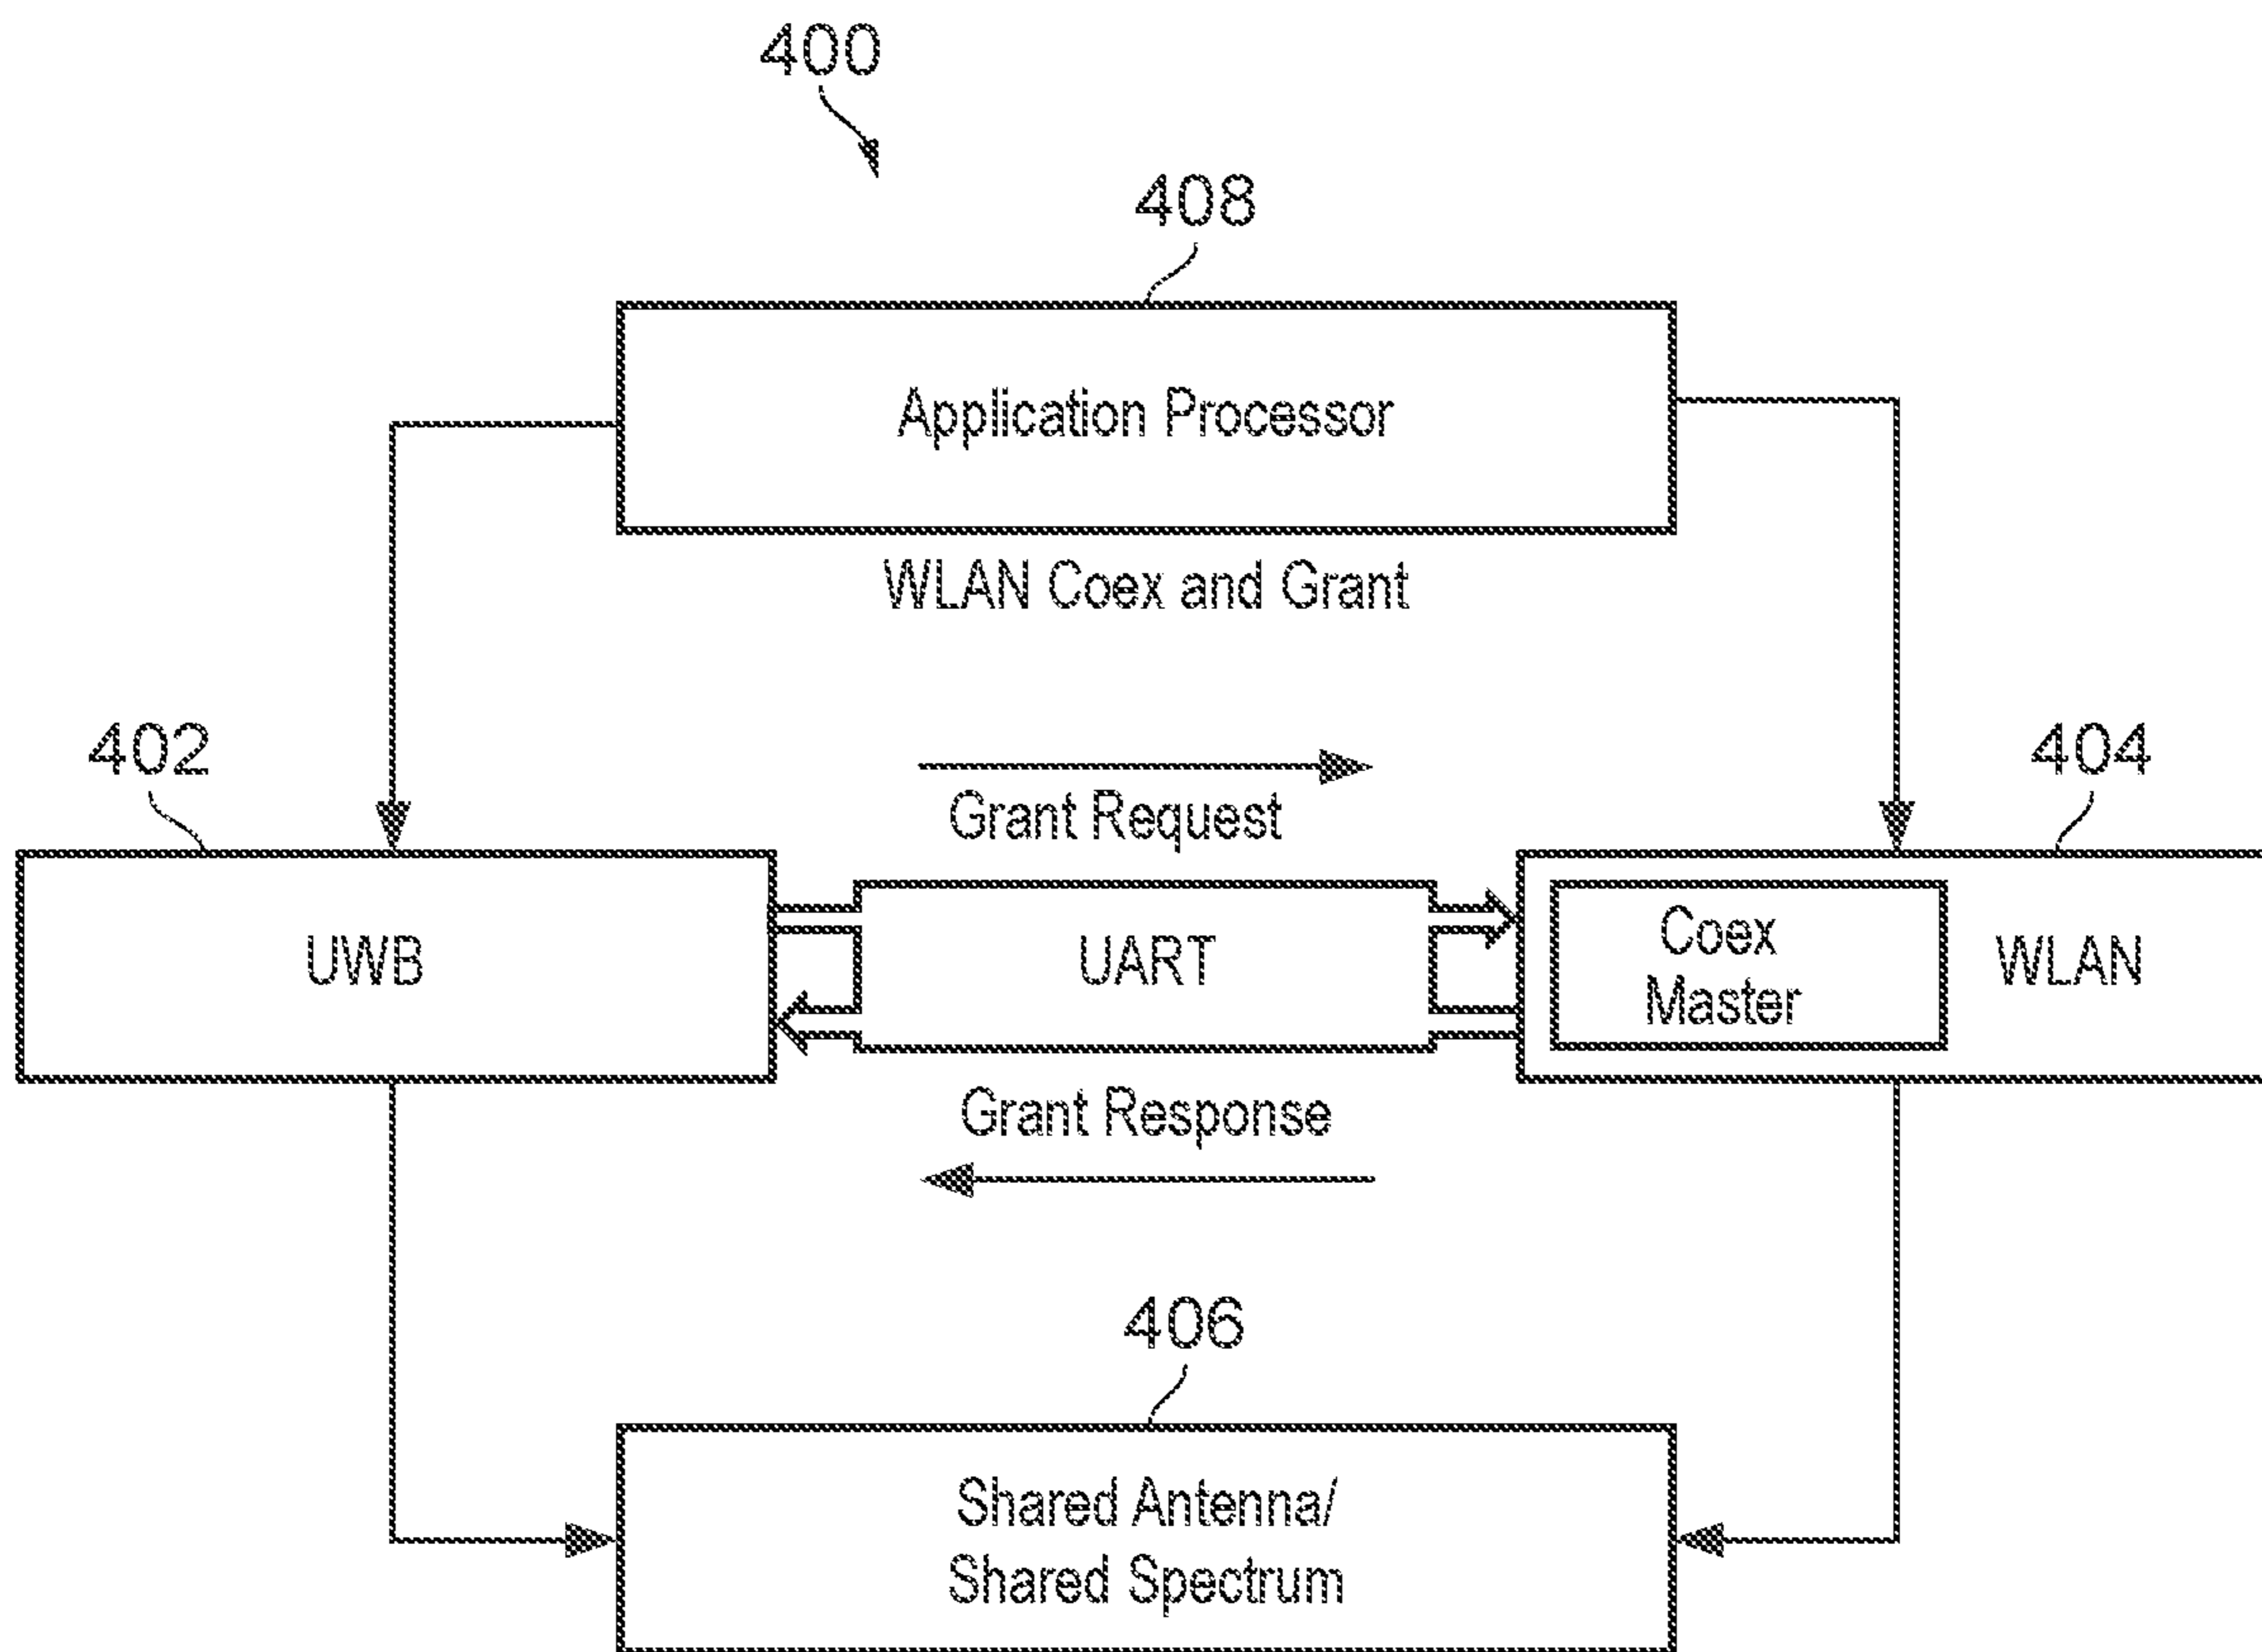 400
408
Application Processor
WLAN Coex and Grant
402
404
Grant Request
UWB
UART
Coex
Master
WLAN
Grant Response
406
Shared Antenna/
Shared Spectrum